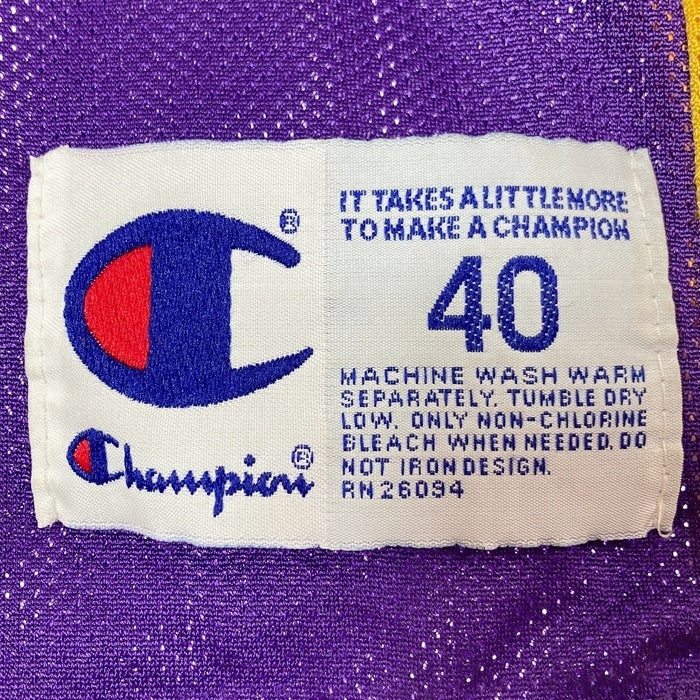 IT TAKES A LITTLE MORE
TO MAKE A CHAMPION
40
MACHINE WASH WARM
SEPARATELY. TUMBLE DRY
LOW. ONLY NON-CHLORINE
BLEACH WHEN NEEDED. DO
NOT IRON DESIGN.
RN 26094
®
Champion®